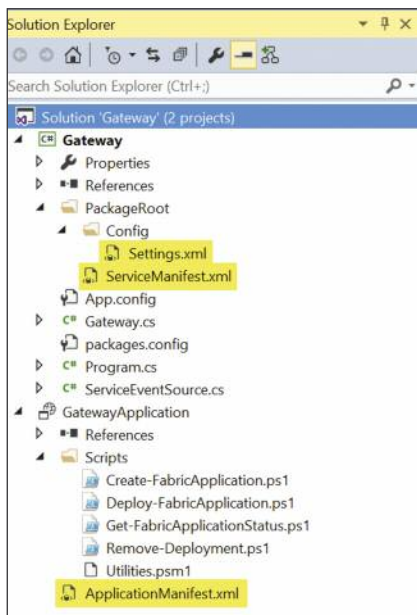 Solution Explorer
Search Solution Explorer (Ctrl+;)
Solution 'Gateway' (2 projects)
C# Gateway
Properties
References
PackageRoot
Config
Settings.xml
ServiceManifest.xml
App.config
C# Gateway.cs
packages.config
C# Program.cs
C# ServiceEventSource.cs
GatewayApplication
References
Scripts
Create-FabricApplication.ps1
Deploy-FabricApplication.ps1
Get-FabricApplicationStatus.ps1
Remove-Deployment.ps1
Utilities.psm1
ApplicationManifest.xml